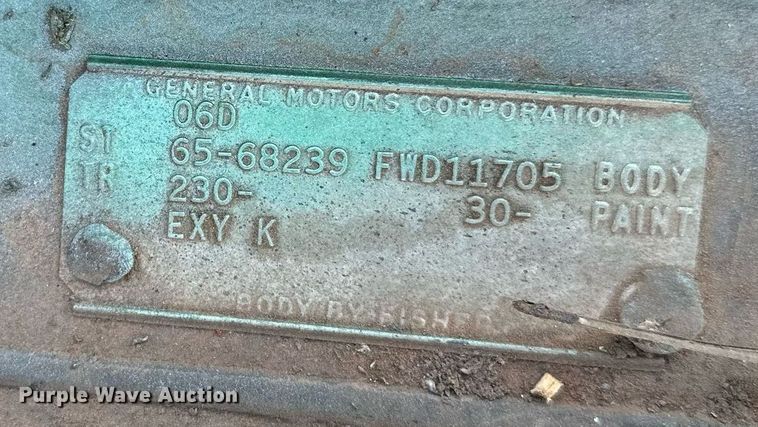 GENERAL MOTORS CORPORATION
06D
ST 65-68239 FWD11705 BODY
TR 230- 30- PAINT
EXY K
BODY BY FISHER
Purple Wave Auction